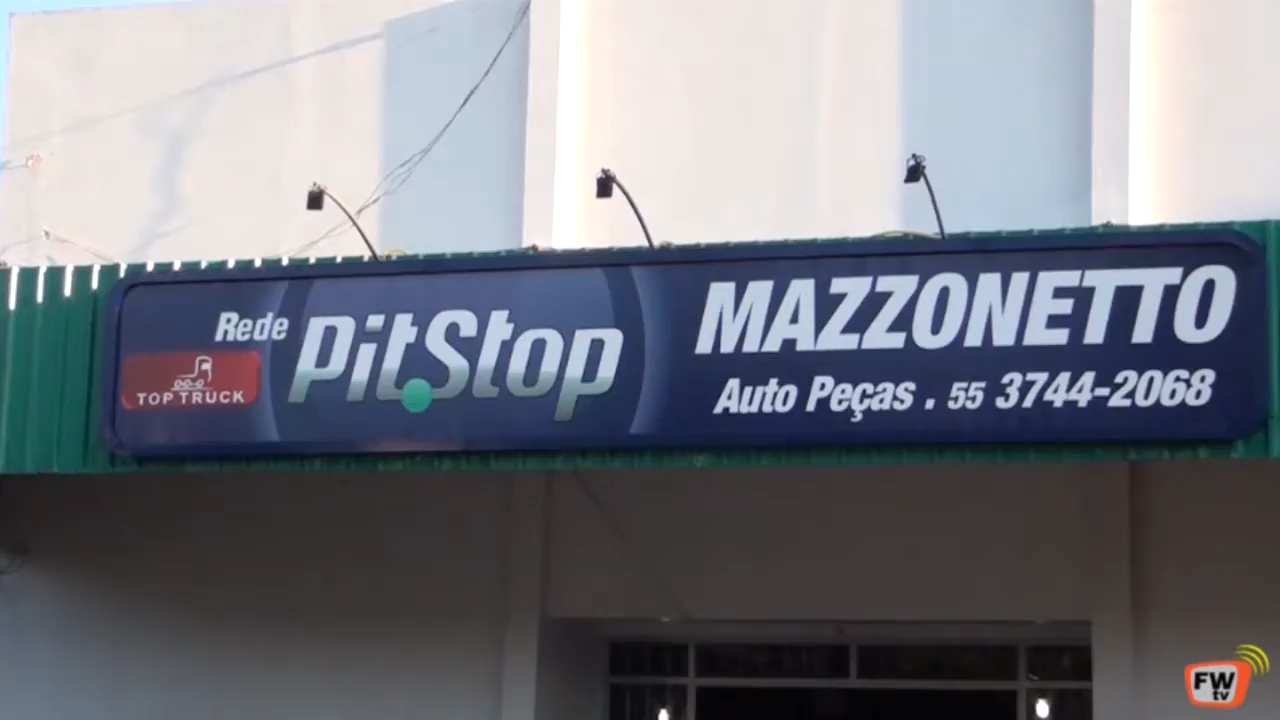 Rede
PitStop
TOP TRUCK
MAZZONETTO
Auto Peças . 55 3744-2068
FW
tv